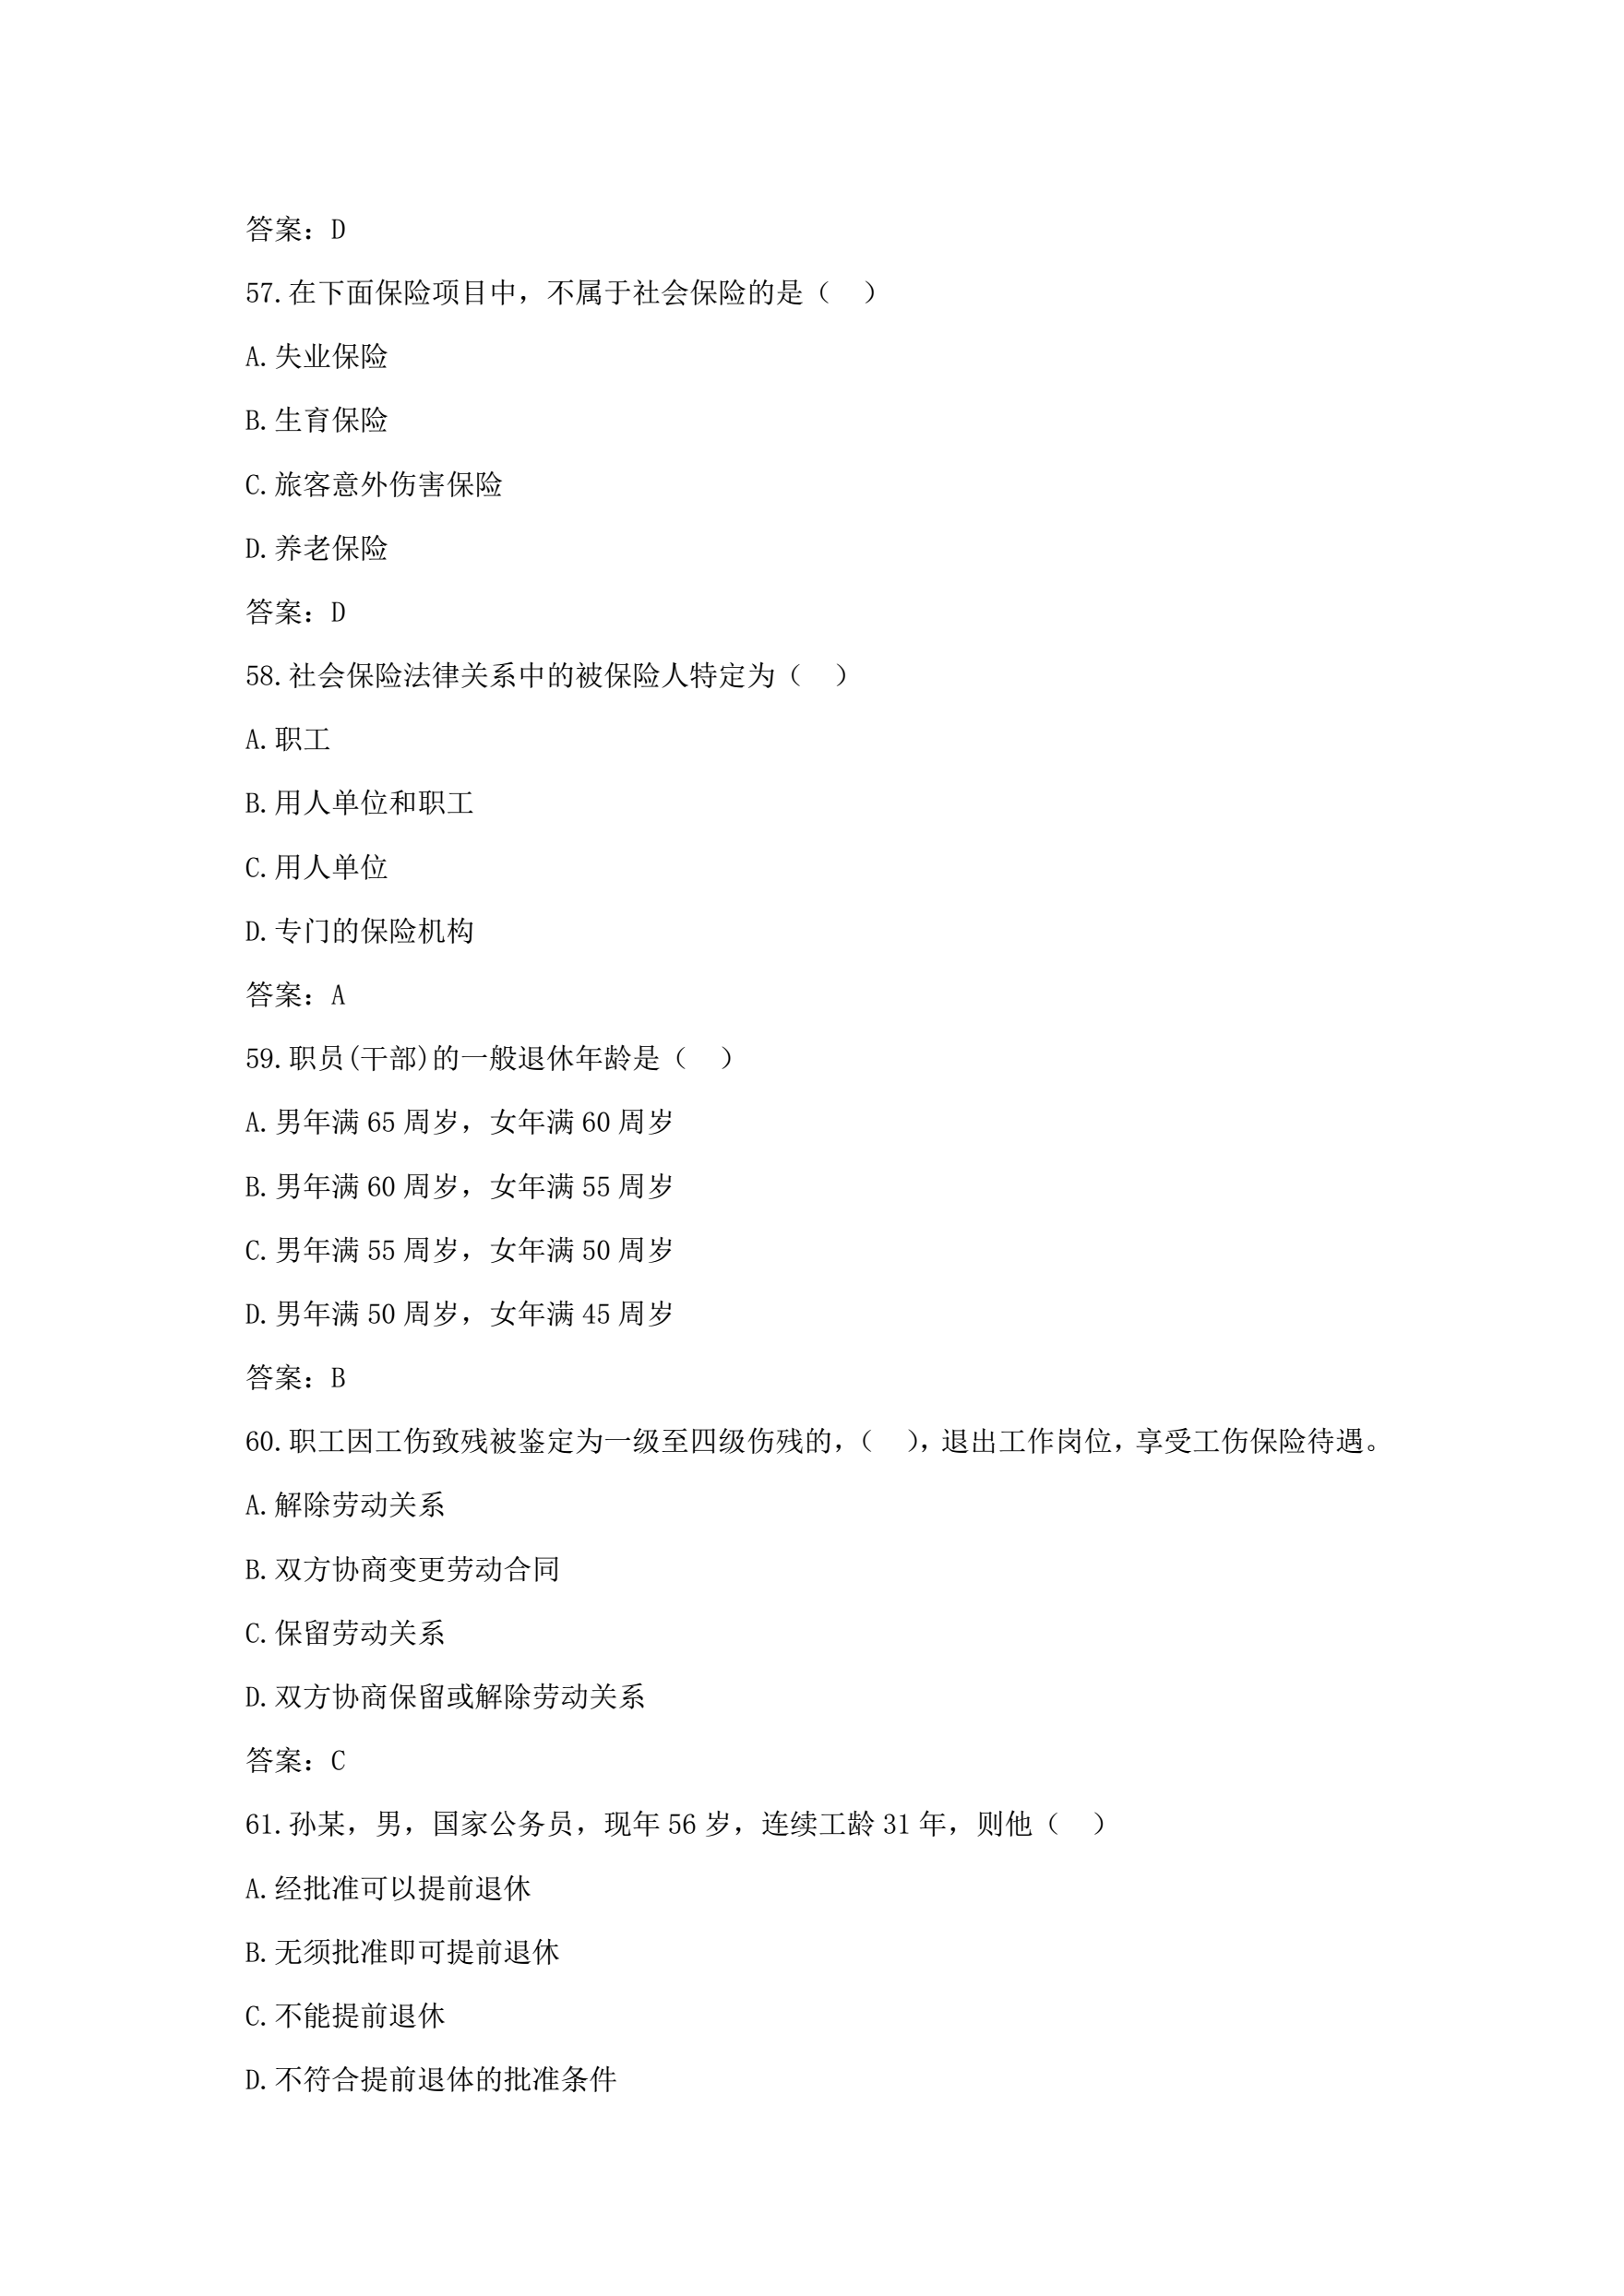 答案：D
57.在下面保险项目中，不属于社会保险的是（ ）
A.失业保险
B.生育保险
C.旅客意外伤害保险
D.养老保险
答案：D
58.社会保险法律关系中的被保险人特定为（ ）
A.职工
B.用人单位和职工
C.用人单位
D.专门的保险机构
答案：A
59.职员(干部)的一般退休年龄是（ ）
A.男年满 65 周岁，女年满 60 周岁
B.男年满 60 周岁，女年满 55 周岁
C.男年满 55 周岁，女年满 50 周岁
D.男年满 50 周岁，女年满 45 周岁
答案：B
60.职工因工伤致残被鉴定为一级至四级伤残的，（ ），退出工作岗位，享受工伤保险待遇。
A.解除劳动关系
B.双方协商变更劳动合同
C.保留劳动关系
D.双方协商保留或解除劳动关系
答案：C
61.孙某，男，国家公务员，现年 56 岁，连续工龄 31 年，则他（ ）
A.经批准可以提前退休
B.无须批准即可提前退休
C.不能提前退休
D.不符合提前退体的批准条件